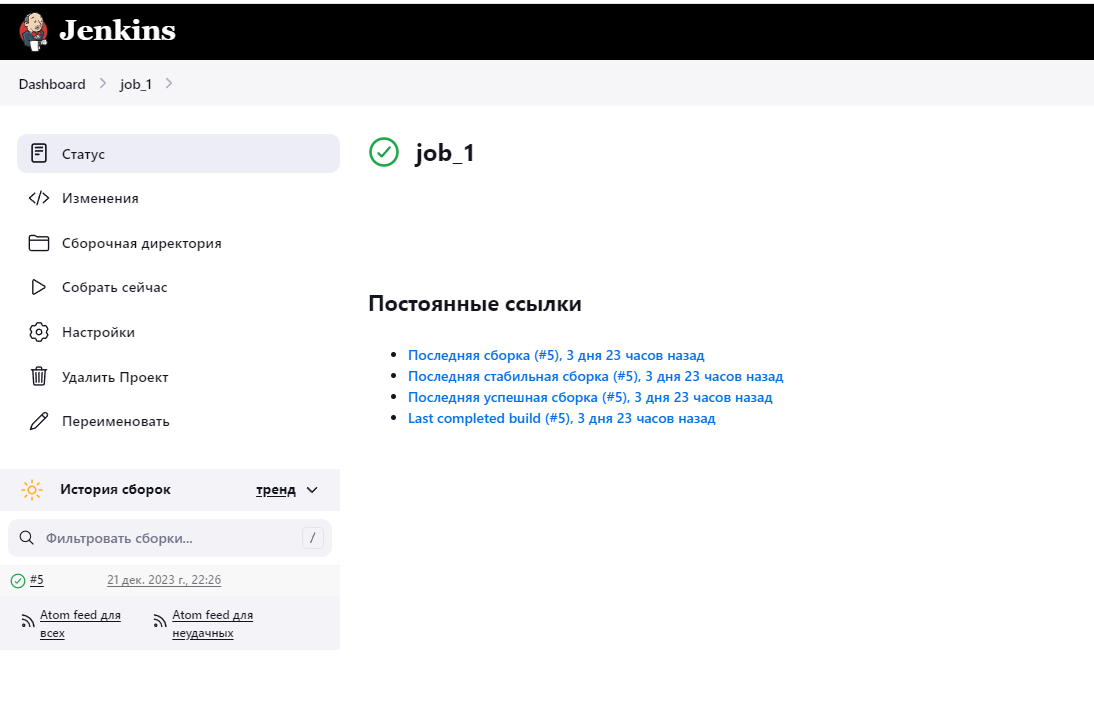 Jenkins
Dashboard
job_1
Статус
Изменения
Сборочная директория
Собрать сейчас
Настройки
Удалить Проект
Переименовать
История сборок
тренд
Фильтровать сборки...
/
#5
21 дек. 2023 г., 22:26
Atom feed для
всех
Atom feed для
неудачных
job_1
Постоянные ссылки
Последняя сборка (#5), 3 дня 23 часов назад
Последняя стабильная сборка (#5), 3 дня 23 часов назад
Последняя успешная сборка (#5), 3 дня 23 часов назад
Last completed build (#5), 3 дня 23 часов назад